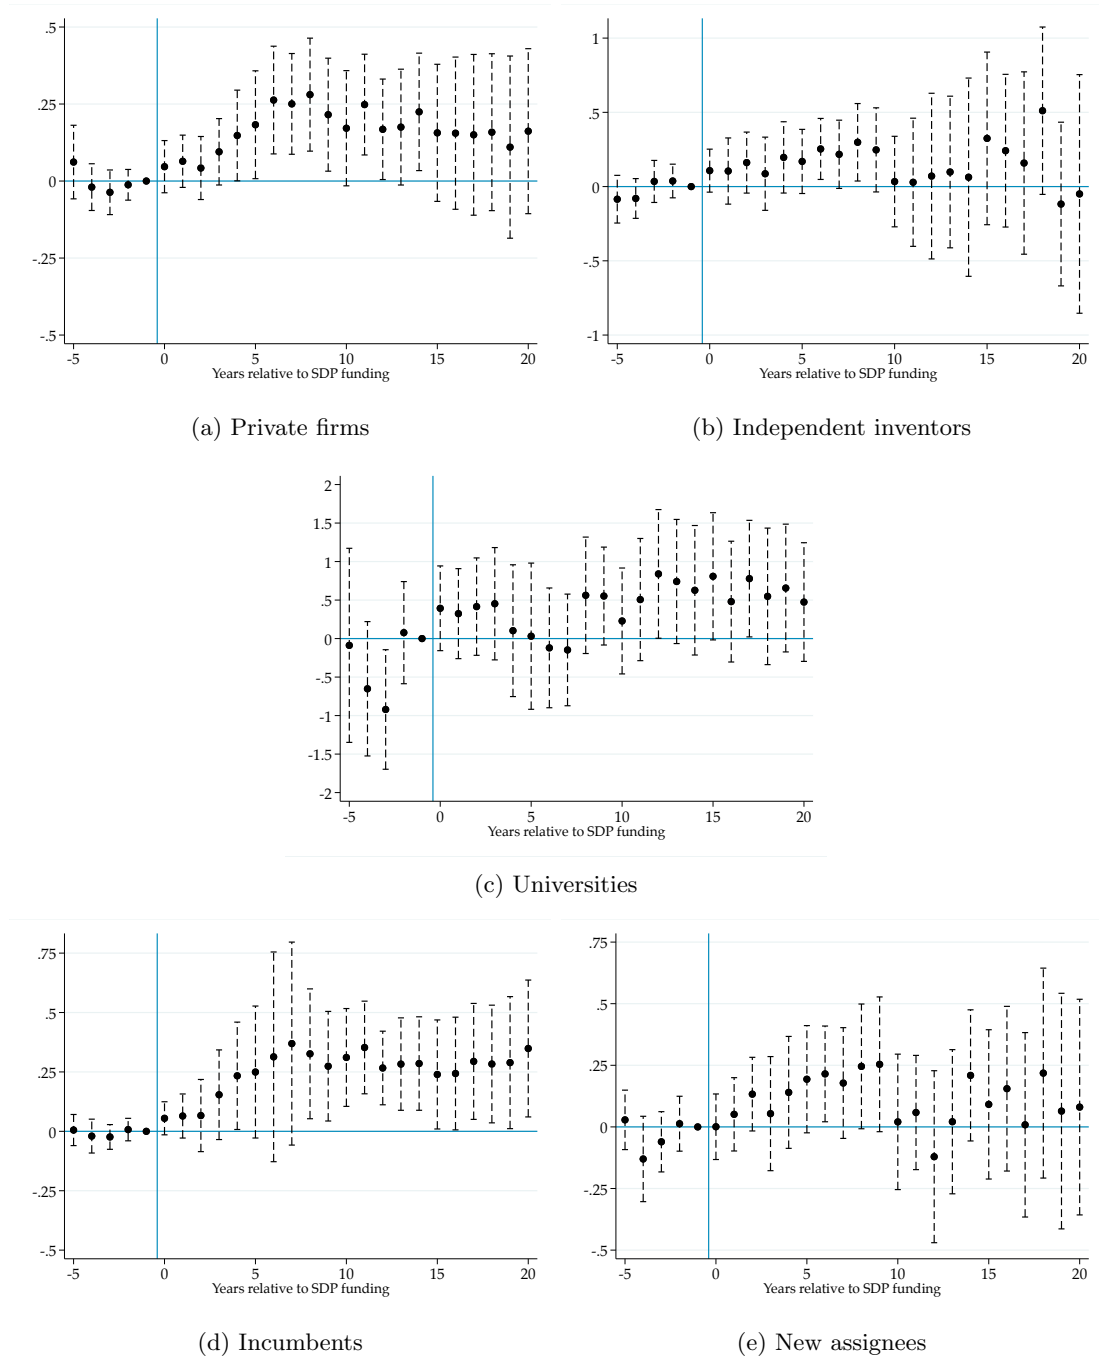 .5
.25
0
-.25
-.5
-5 0 5 10 15 20
Years relative to SDP funding
(a) Private firms
1
.5
0
-.5
-1
-5 0 5 10 15 20
Years relative to SDP funding
(b) Independent inventors
2
1.5
1
.5
0
-.5
-1
-1.5
-2
-5 0 5 10 15 20
Years relative to SDP funding
(c) Universities
.75
.5
.25
0
-.25
-.5
-5 0 5 10 15 20
Years relative to SDP funding
(d) Incumbents
.75
.5
.25
0
-.25
-.5
-5 0 5 10 15 20
Years relative to SDP funding
(e) New assignees